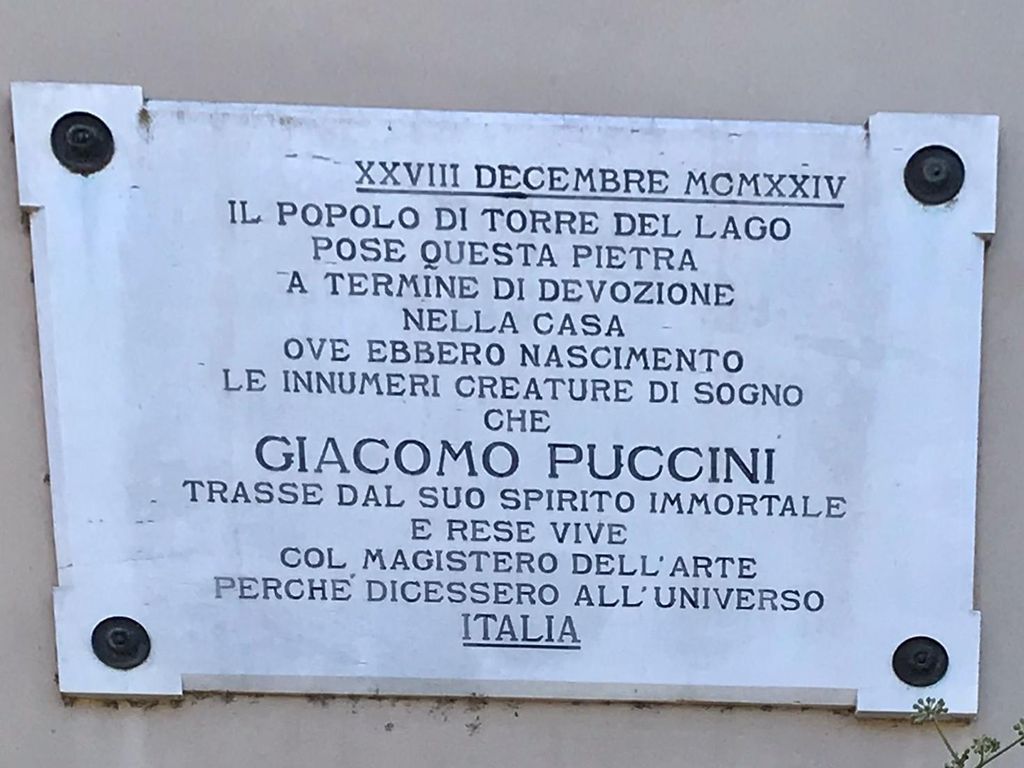 XXVIII DECEMBRE MCMXXIV
IL POPOLO DI TORRE DEL LAGO
POSE QUESTA PIETRA
A TERMINE DI DEVOZIONE
NELLA CASA
OVE EBBERO NASCIMENTO
LE INNUMERI CREATURE DI SOGNO
CHE
GIACOMO PUCCINI
TRASSE DAL SUO SPIRITO IMMORTALE
E RESE VIVE
COL MAGISTERO DELL'ARTE
PERCHE' DICESSERO ALL'UNIVERSO
ITALIA